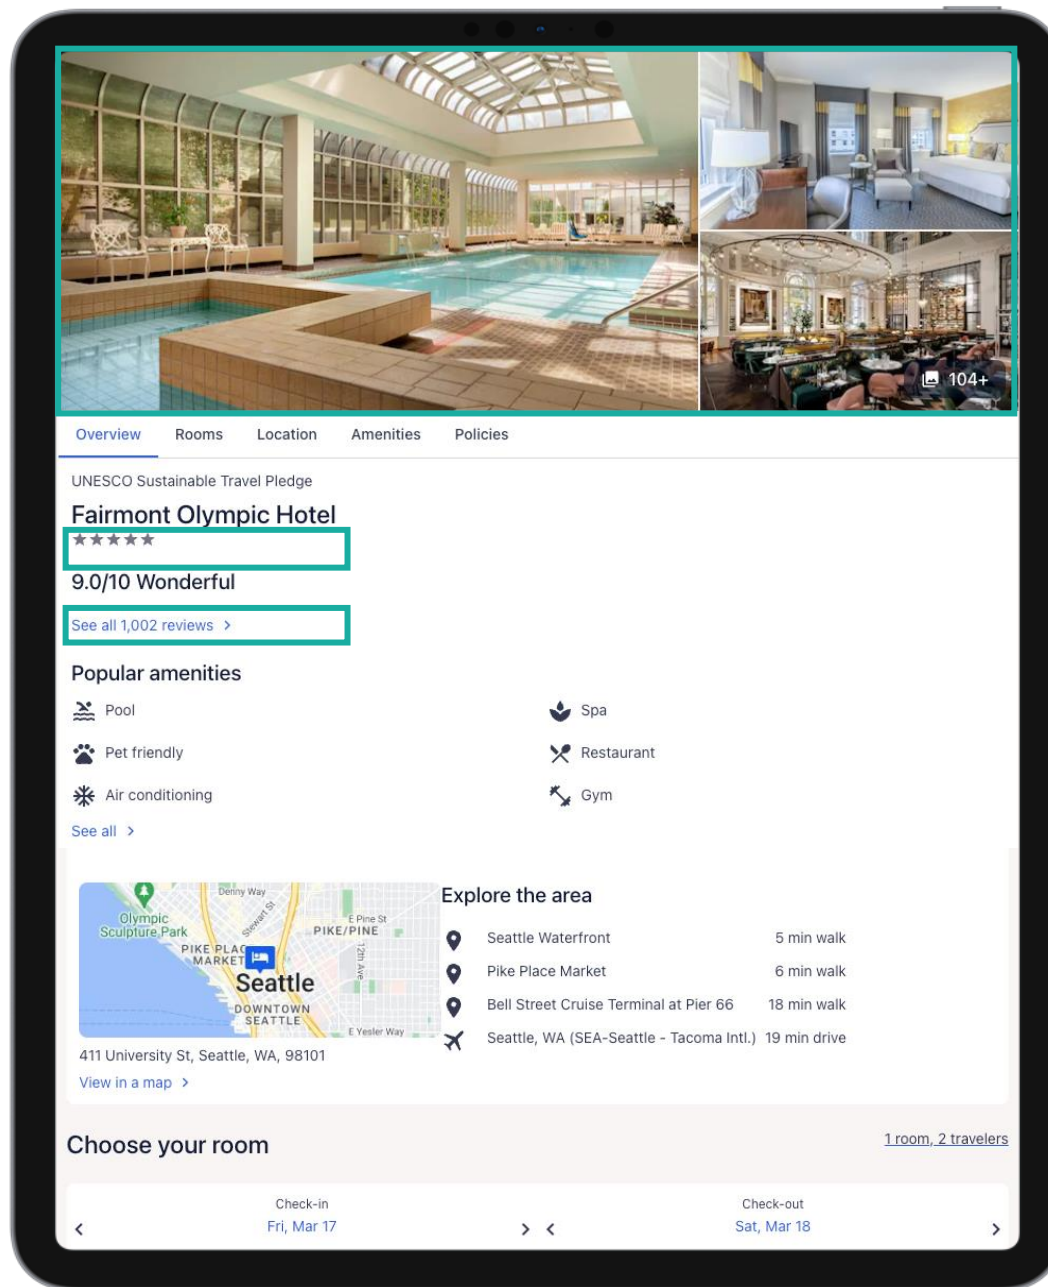 104+
Overview Rooms Location Amenities Policies
UNESCO Sustainable Travel Pledge
Fairmont Olympic Hotel
★★★★★
9.0/10 Wonderful
See all 1,002 reviews >
Popular amenities
Pool
Spa
Pet friendly
Restaurant
Air conditioning
Gym
See all >
Denny Way
Olympic
Sculpture Park
Stewart St
E Pine St
PIKE/PINE
PIKE PLAC
MARKET
12th Ave
Seattle
DOWNTOWN
SEATTLE
E Yesler Way
411 University St, Seattle, WA, 98101
View in a map >
Explore the area
Seattle Waterfront 5 min walk
Pike Place Market 6 min walk
Bell Street Cruise Terminal at Pier 66 18 min walk
Seattle, WA (SEA-Seattle - Tacoma Intl.) 19 min drive
Choose your room
1 room, 2 travelers
Check-in
Fri, Mar 17
Check-out
Sat, Mar 18